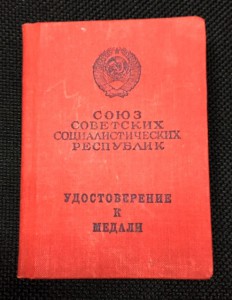 СОЮЗ
СОВЕТСКИХ
СОЦИАЛИСТИЧЕСКИХ
РЕСПУБЛИК
УДОСТОВЕРЕНИЕ
К
МЕДАЛИ